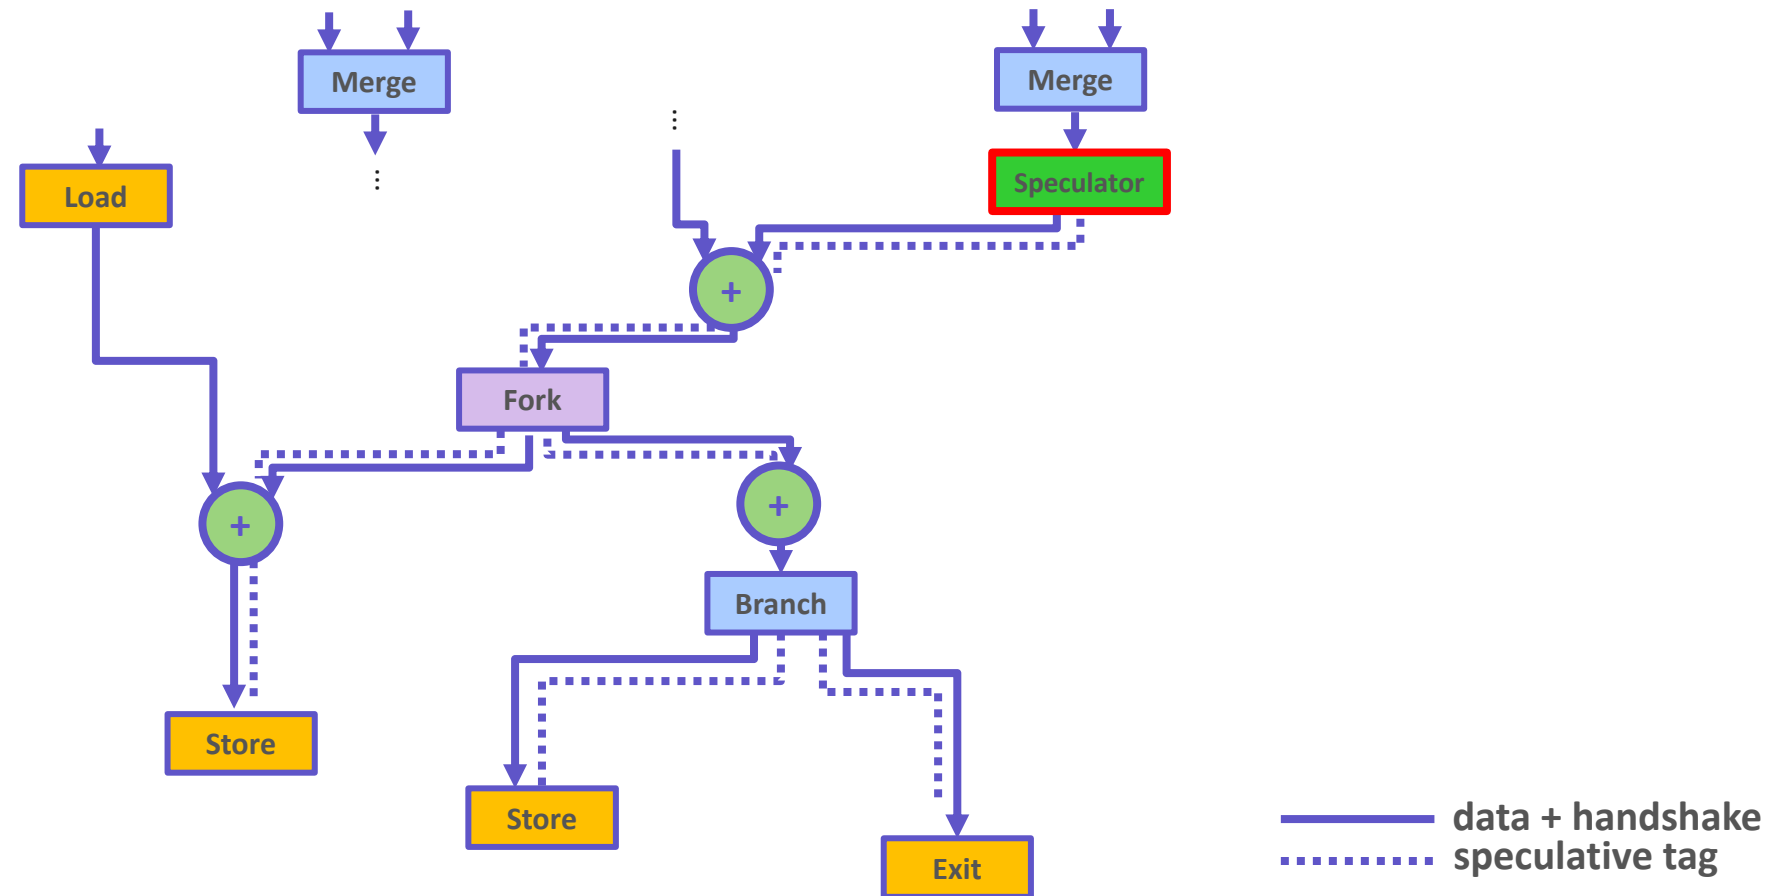 Merge
Merge
Load
Speculator
+
Fork
+
+
Branch
Store
Store
Exit
data + handshake
speculative tag